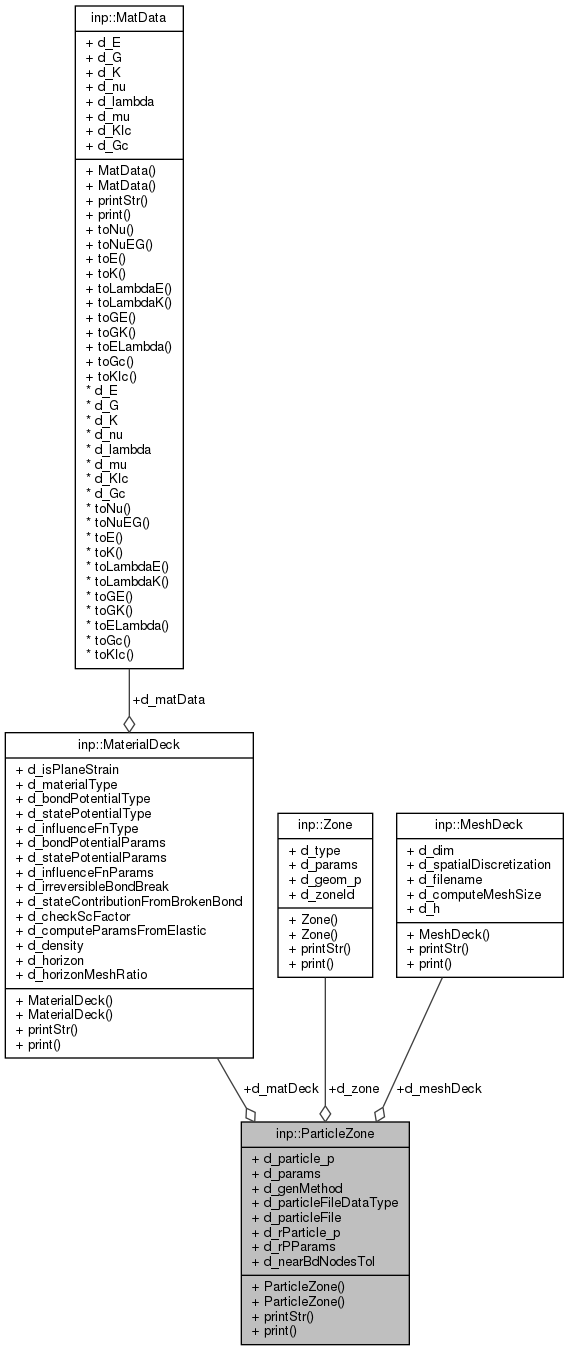 inp::MatData
+ d_E
+ d_G
+ d_K
+ d_nu
+ d_lambda
+ d_mu
+ d_KIc
+ d_Gc
+ MatData()
+ MatData()
+ printStr()
+ print()
+ toNu()
+ toNuEG()
+ toE()
+ toK()
+ toLambdaE()
+ toLambdaK()
+ toGE()
+ toGK()
+ toELambda()
+ toGc()
+ toKIc()
* d_E
* d_G
* d_K
* d_nu
* d_lambda
* d_mu
* d_KIc
* d_Gc
* toNu()
* toNuEG()
* toE()
* toK()
* toLambdaE()
* toLambdaK()
* toGE()
* toGK()
* toELambda()
* toGc()
* toKIc()
+d_matData
inp::MaterialDeck
+ d_isPlaneStrain
+ d_materialType
+ d_bondPotentialType
+ d_statePotentialType
+ d_influenceFnType
+ d_bondPotentialParams
+ d_statePotentialParams
+ d_influenceFnParams
+ d_irreversibleBondBreak
+ d_stateContributionFromBrokenBond
+ d_checkScFactor
+ d_computeParamsFromElastic
+ d_density
+ d_horizon
+ d_horizonMeshRatio
+ MaterialDeck()
+ MaterialDeck()
+ printStr()
+ print()
inp::Zone
+ d_type
+ d_params
+ d_geom_p
+ d_zoneId
+ Zone()
+ Zone()
+ printStr()
+ print()
inp::MeshDeck
+ d_dim
+ d_spatialDiscretization
+ d_filename
+ d_computeMeshSize
+ d_h
+ MeshDeck()
+ printStr()
+ print()
+d_matDeck
+d_zone
+d_meshDeck
inp::ParticleZone
+ d_particle_p
+ d_params
+ d_genMethod
+ d_particleFileDataType
+ d_particleFile
+ d_rParticle_p
+ d_rPParams
+ d_nearBdNodesTol
+ ParticleZone()
+ ParticleZone()
+ printStr()
+ print()